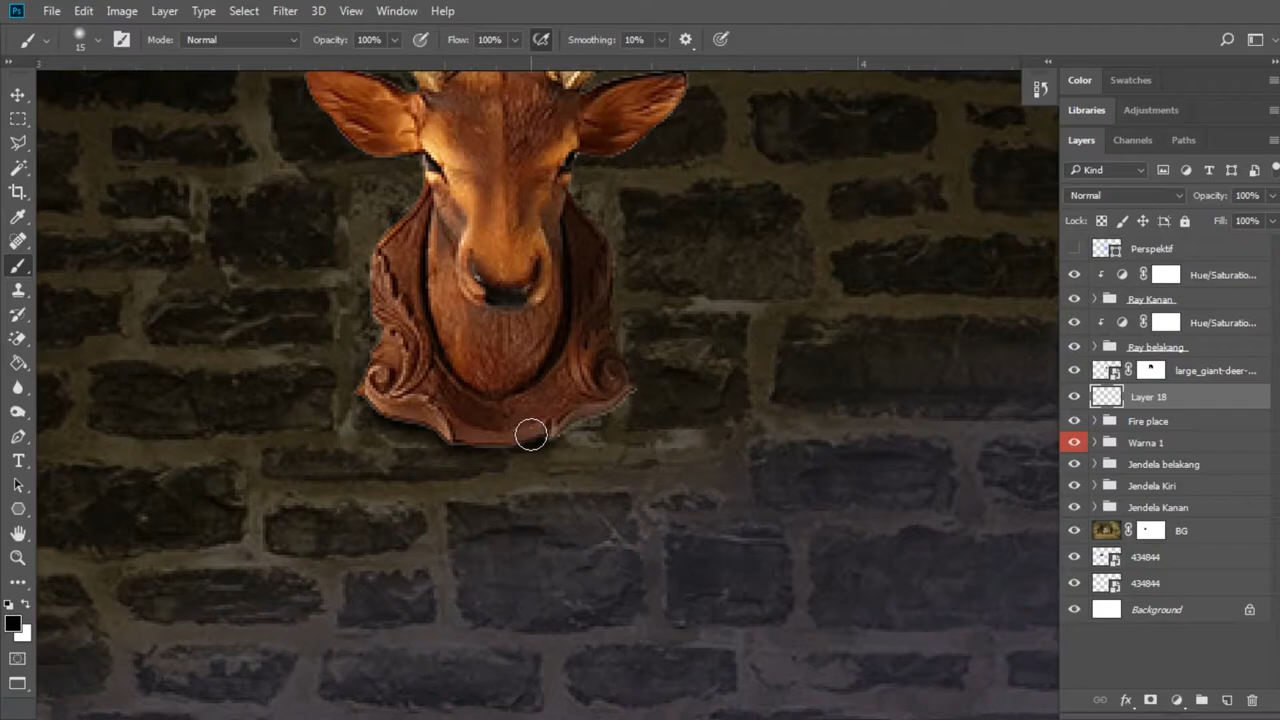 Ps File Edit Image Layer Type Select Filter 3D View Window Help
15 Mode: Normal Opacity: 100% Flow: 100% Smoothing: 10%
3 4
Color Swatches
Libraries Adjustments
Layers Channels Paths
Kind
Normal Opacity: 100%
Lock: Fill: 100%
Perspektif
Hue/Saturatio...
Ray Kanan
Hue/Saturatio...
Ray belakang
large_giant-deer-...
Layer 18
Fire place
Warna 1
Jendela belakang
Jendela Kiri
Jendela Kanan
BG
434844
434844
Background
fx